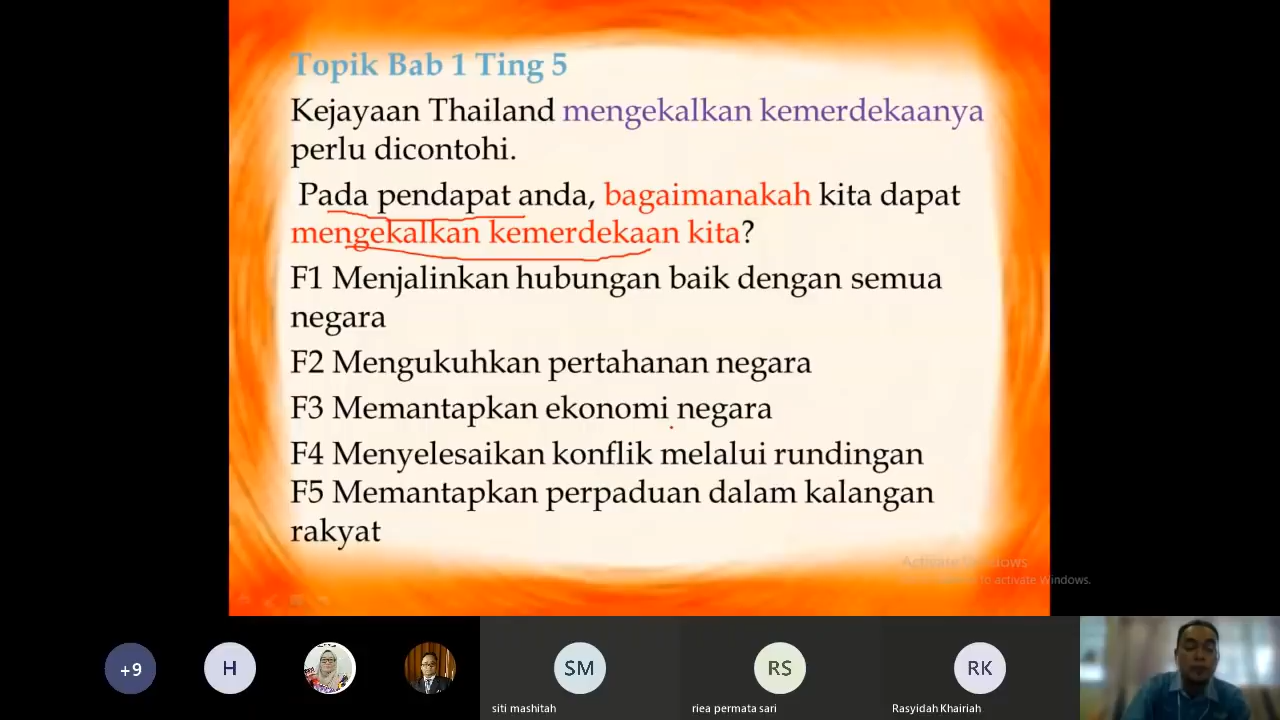 Topik Bab 1 Ting 5
Kejayaan Thailand mengekalkan kemerdekaanya
perlu dicontohi.
Pada pendapat anda, bagaimanakah kita dapat
mengekalkan kemerdekaan kita?
F1 Menjalinkan hubungan baik dengan semua
negara
F2 Mengukuhkan pertahanan negara
F3 Memantapkan ekonomi negara
F4 Menyelesaikan konflik melalui rundingan
F5 Memantapkan perpaduan dalam kalangan
rakyat
Activate Windows
to activate Windows.
+9
H
SM
RS
RK
siti mashitah
riea permata sari
Rasyidah Khairiah